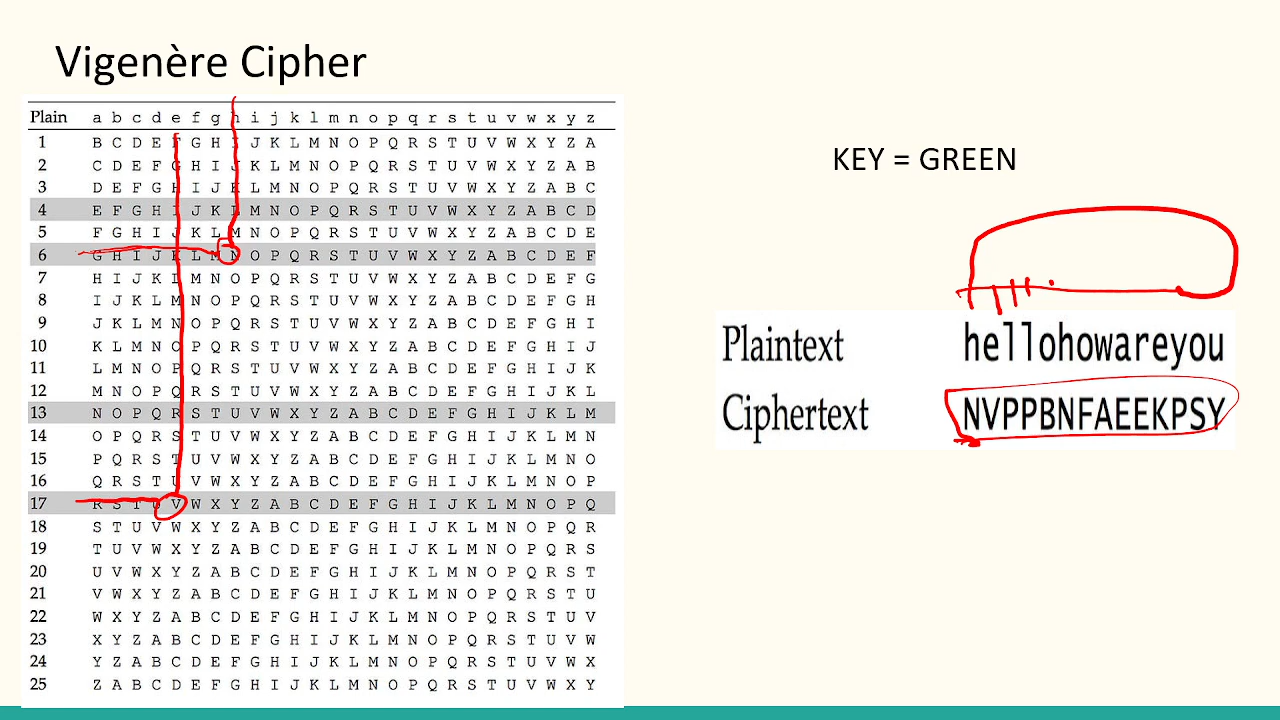 Vigenère Cipher
Plain a b c d e f g h i j k l m n o p q r s t u v w x y z
1 B C D E F G H I J K L M N O P Q R S T U V W X Y Z A
2 C D E F G H I J K L M N O P Q R S T U V W X Y Z A B
3 D E F G H I J K L M N O P Q R S T U V W X Y Z A B C
4 E F G H I J K L M N O P Q R S T U V W X Y Z A B C D
5 F G H I J K L M N O P Q R S T U V W X Y Z A B C D E
6 G H I J K L M N O P Q R S T U V W X Y Z A B C D E F
7 H I J K L M N O P Q R S T U V W X Y Z A B C D E F G
8 I J K L M N O P Q R S T U V W X Y Z A B C D E F G H
9 J K L M N O P Q R S T U V W X Y Z A B C D E F G H I
10 K L M N O P Q R S T U V W X Y Z A B C D E F G H I J
11 L M N O P Q R S T U V W X Y Z A B C D E F G H I J K
12 M N O P Q R S T U V W X Y Z A B C D E F G H I J K L
13 N O P Q R S T U V W X Y Z A B C D E F G H I J K L M
14 O P Q R S T U V W X Y Z A B C D E F G H I J K L M N
15 P Q R S T U V W X Y Z A B C D E F G H I J K L M N O
16 Q R S T U V W X Y Z A B C D E F G H I J K L M N O P
17 R S T U V W X Y Z A B C D E F G H I J K L M N O P Q
18 S T U V W X Y Z A B C D E F G H I J K L M N O P Q R
19 T U V W X Y Z A B C D E F G H I J K L M N O P Q R S
20 U V W X Y Z A B C D E F G H I J K L M N O P Q R S T
21 V W X Y Z A B C D E F G H I J K L M N O P Q R S T U
22 W X Y Z A B C D E F G H I J K L M N O P Q R S T U V
23 X Y Z A B C D E F G H I J K L M N O P Q R S T U V W
24 Y Z A B C D E F G H I J K L M N O P Q R S T U V W X
25 Z A B C D E F G H I J K L M N O P Q R S T U V W X Y
KEY = GREEN
Plaintext hellohowareyou
Ciphertext NVPPBNFAEEKPSY